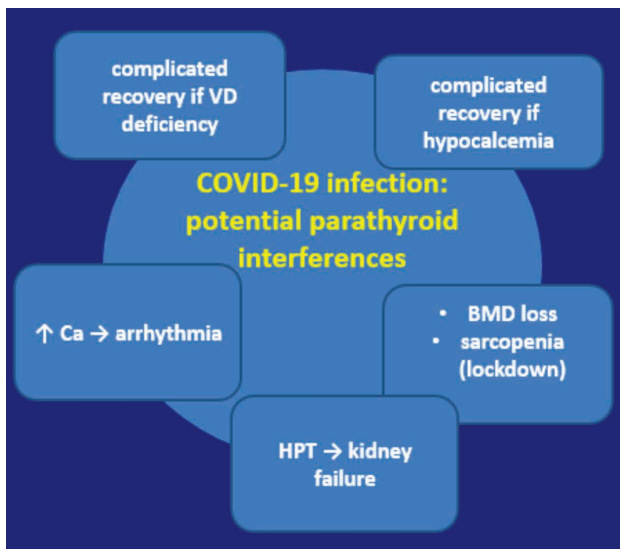 complicated
recovery if VD
deficiency
complicated
recovery if
hypocalcemia
COVID-19 infection:
potential parathyroid
interferences
↑ Ca → arrhythmia
• BMD loss
• sarcopenia
(lockdown)
HPT → kidney
failure